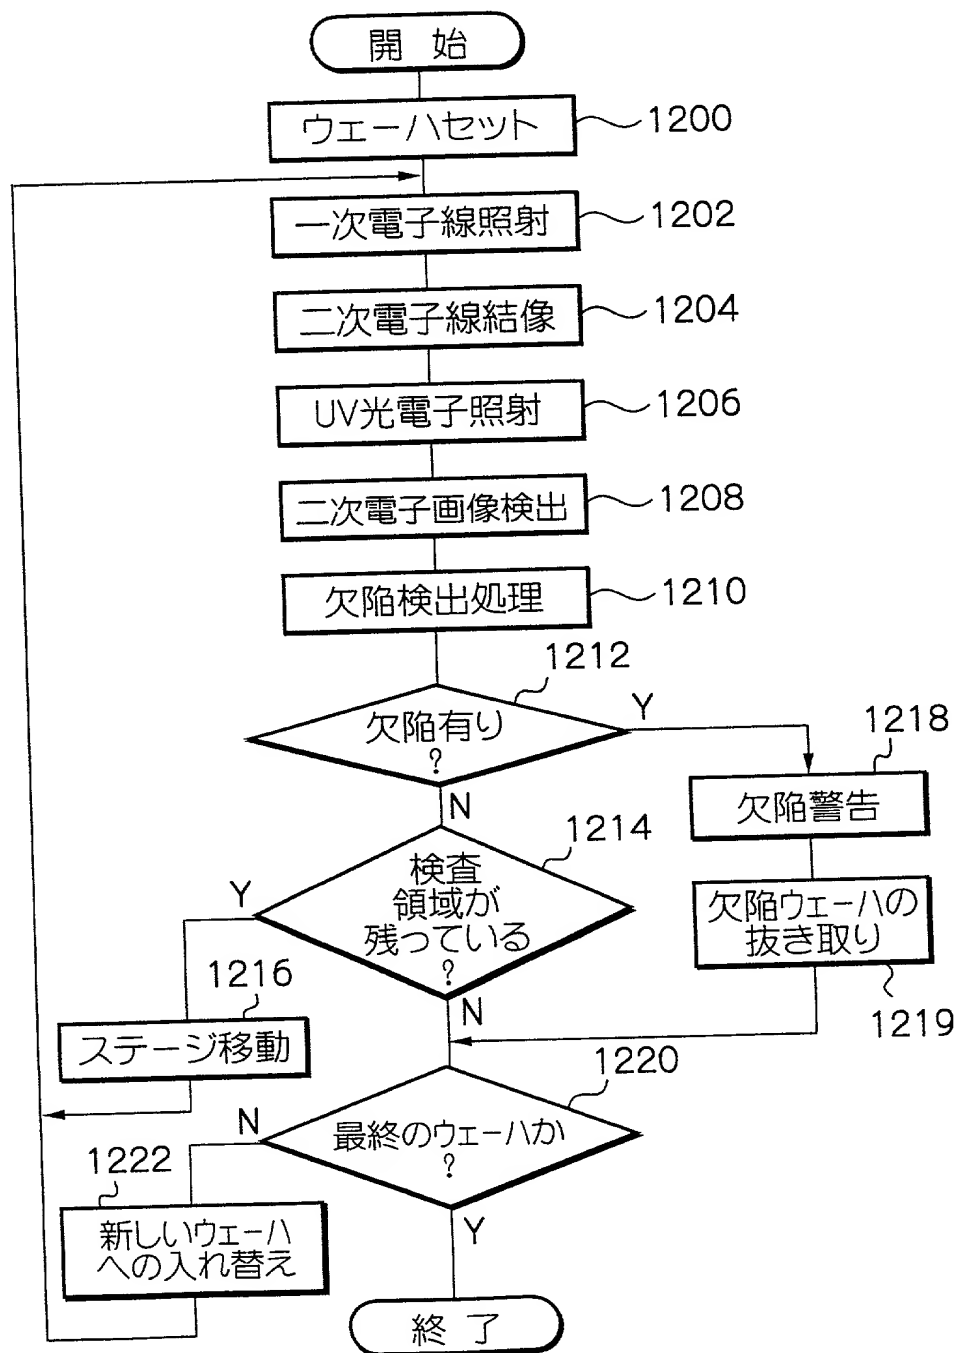 開始
ウェーハセット
1200
一次電子線照射
1202
二次電子線結像
1204
UV光電子照射
1206
二次電子画像検出
1208
欠陥検出処理
1210
1212
欠陥有り
?
Y
N
1218
欠陥警告
1214
検査
領域が
残っている
?
Y
N
欠陥ウェーハの
抜き取り
1219
1216
ステージ移動
1220
最終のウェーハか
?
N
Y
1222
新しいウェーハ
への入れ替え
終了